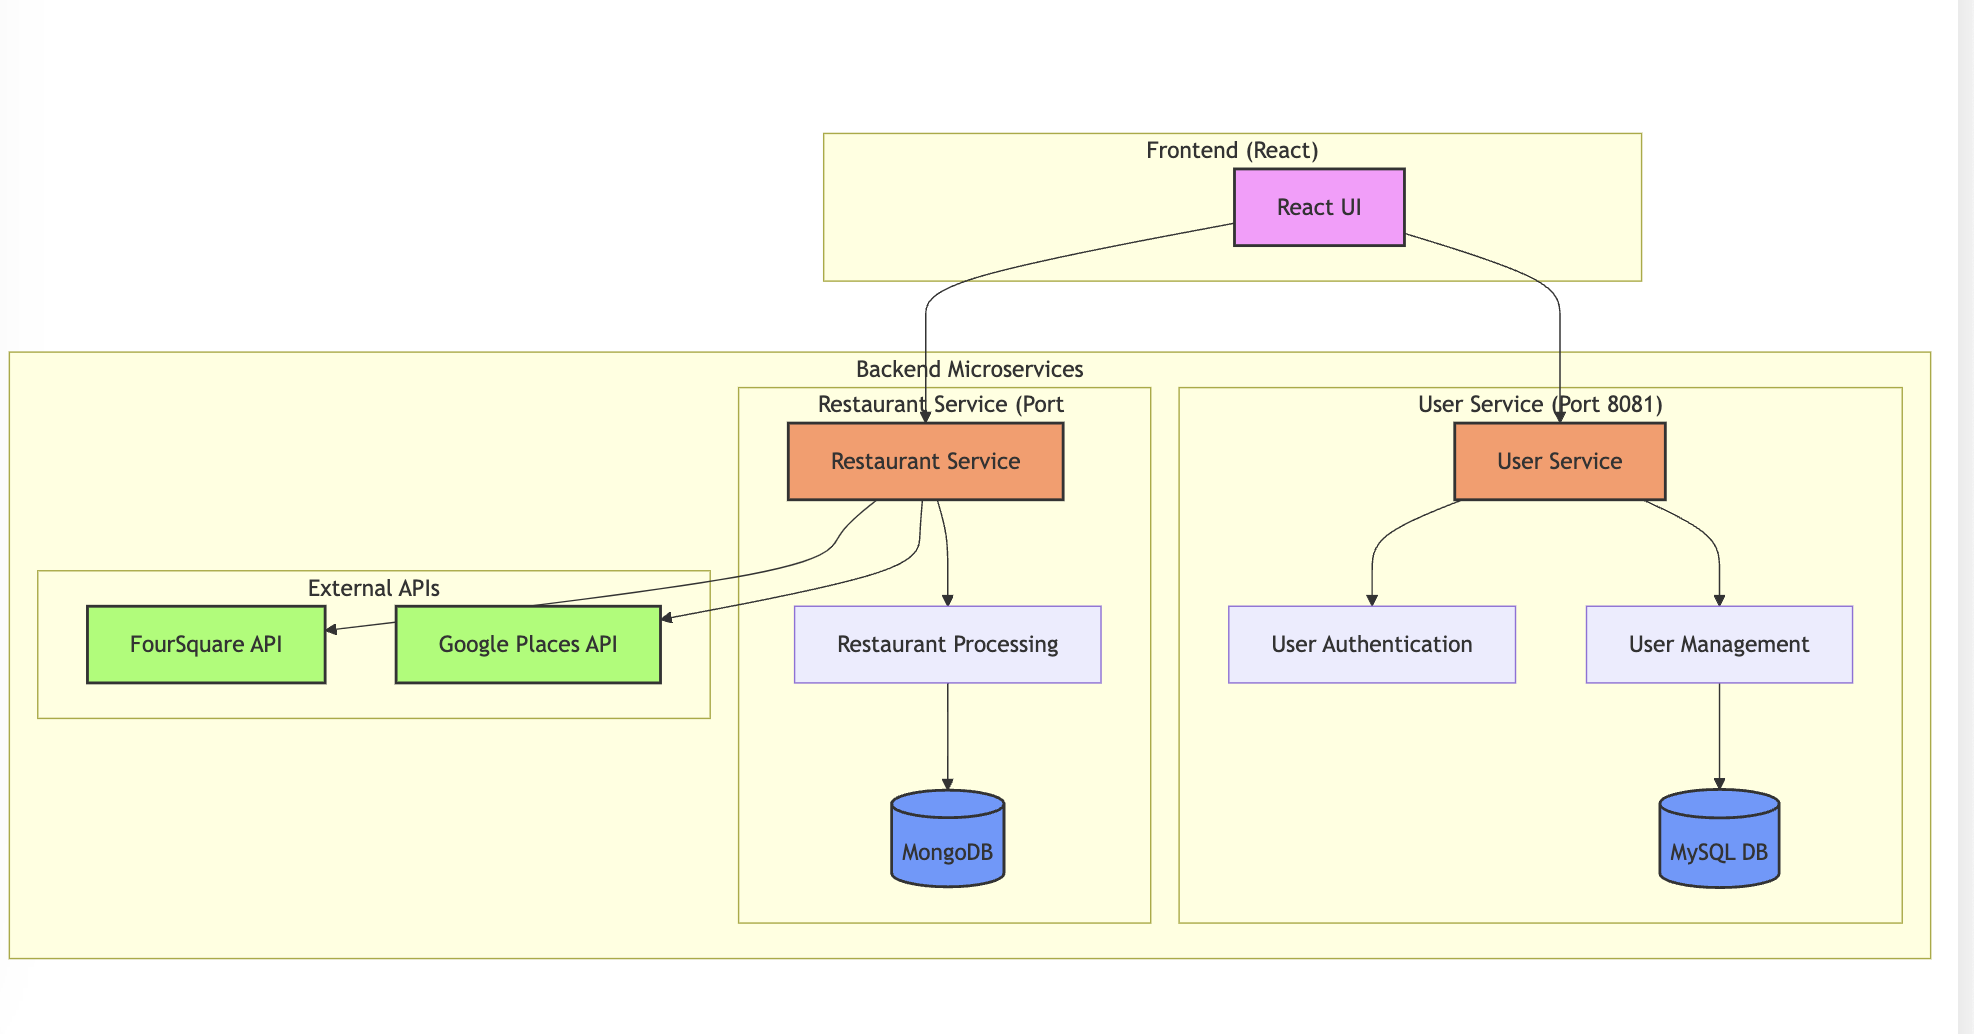 Frontend (React)
React UI
Backend Microservices
Restaurant Service (Port
User Service (Port 8081)
Restaurant Service
User Service
External APIs
FourSquare API
Google Places API
Restaurant Processing
User Authentication
User Management
MongoDB
MySQL DB